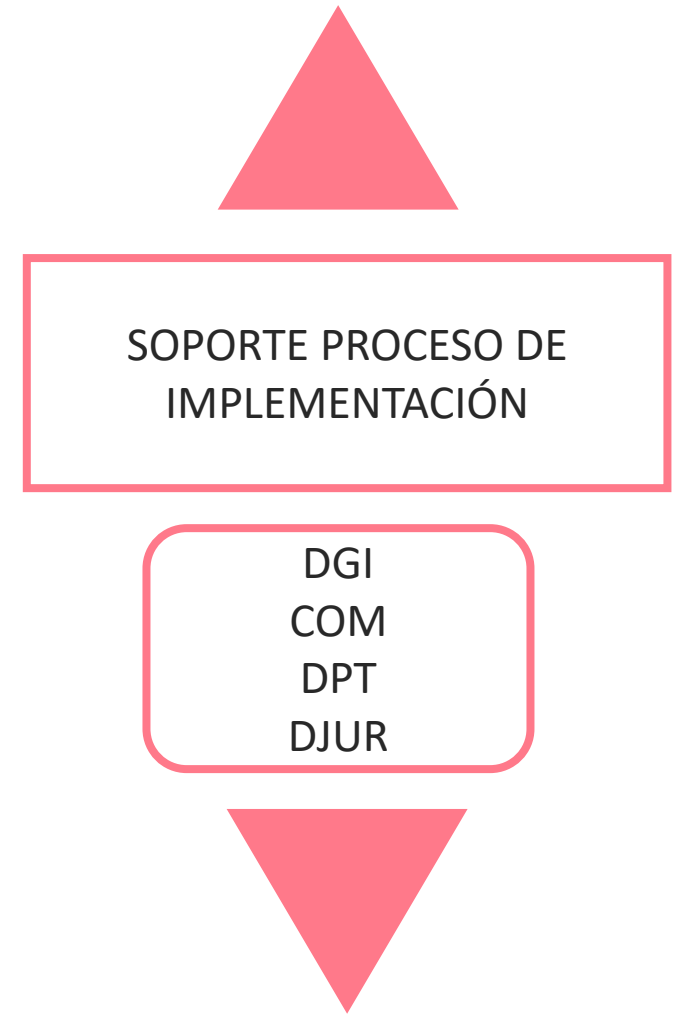 SOPORTE PROCESO DE
IMPLEMENTACIÓN
DGI
COM
DPT
DJUR